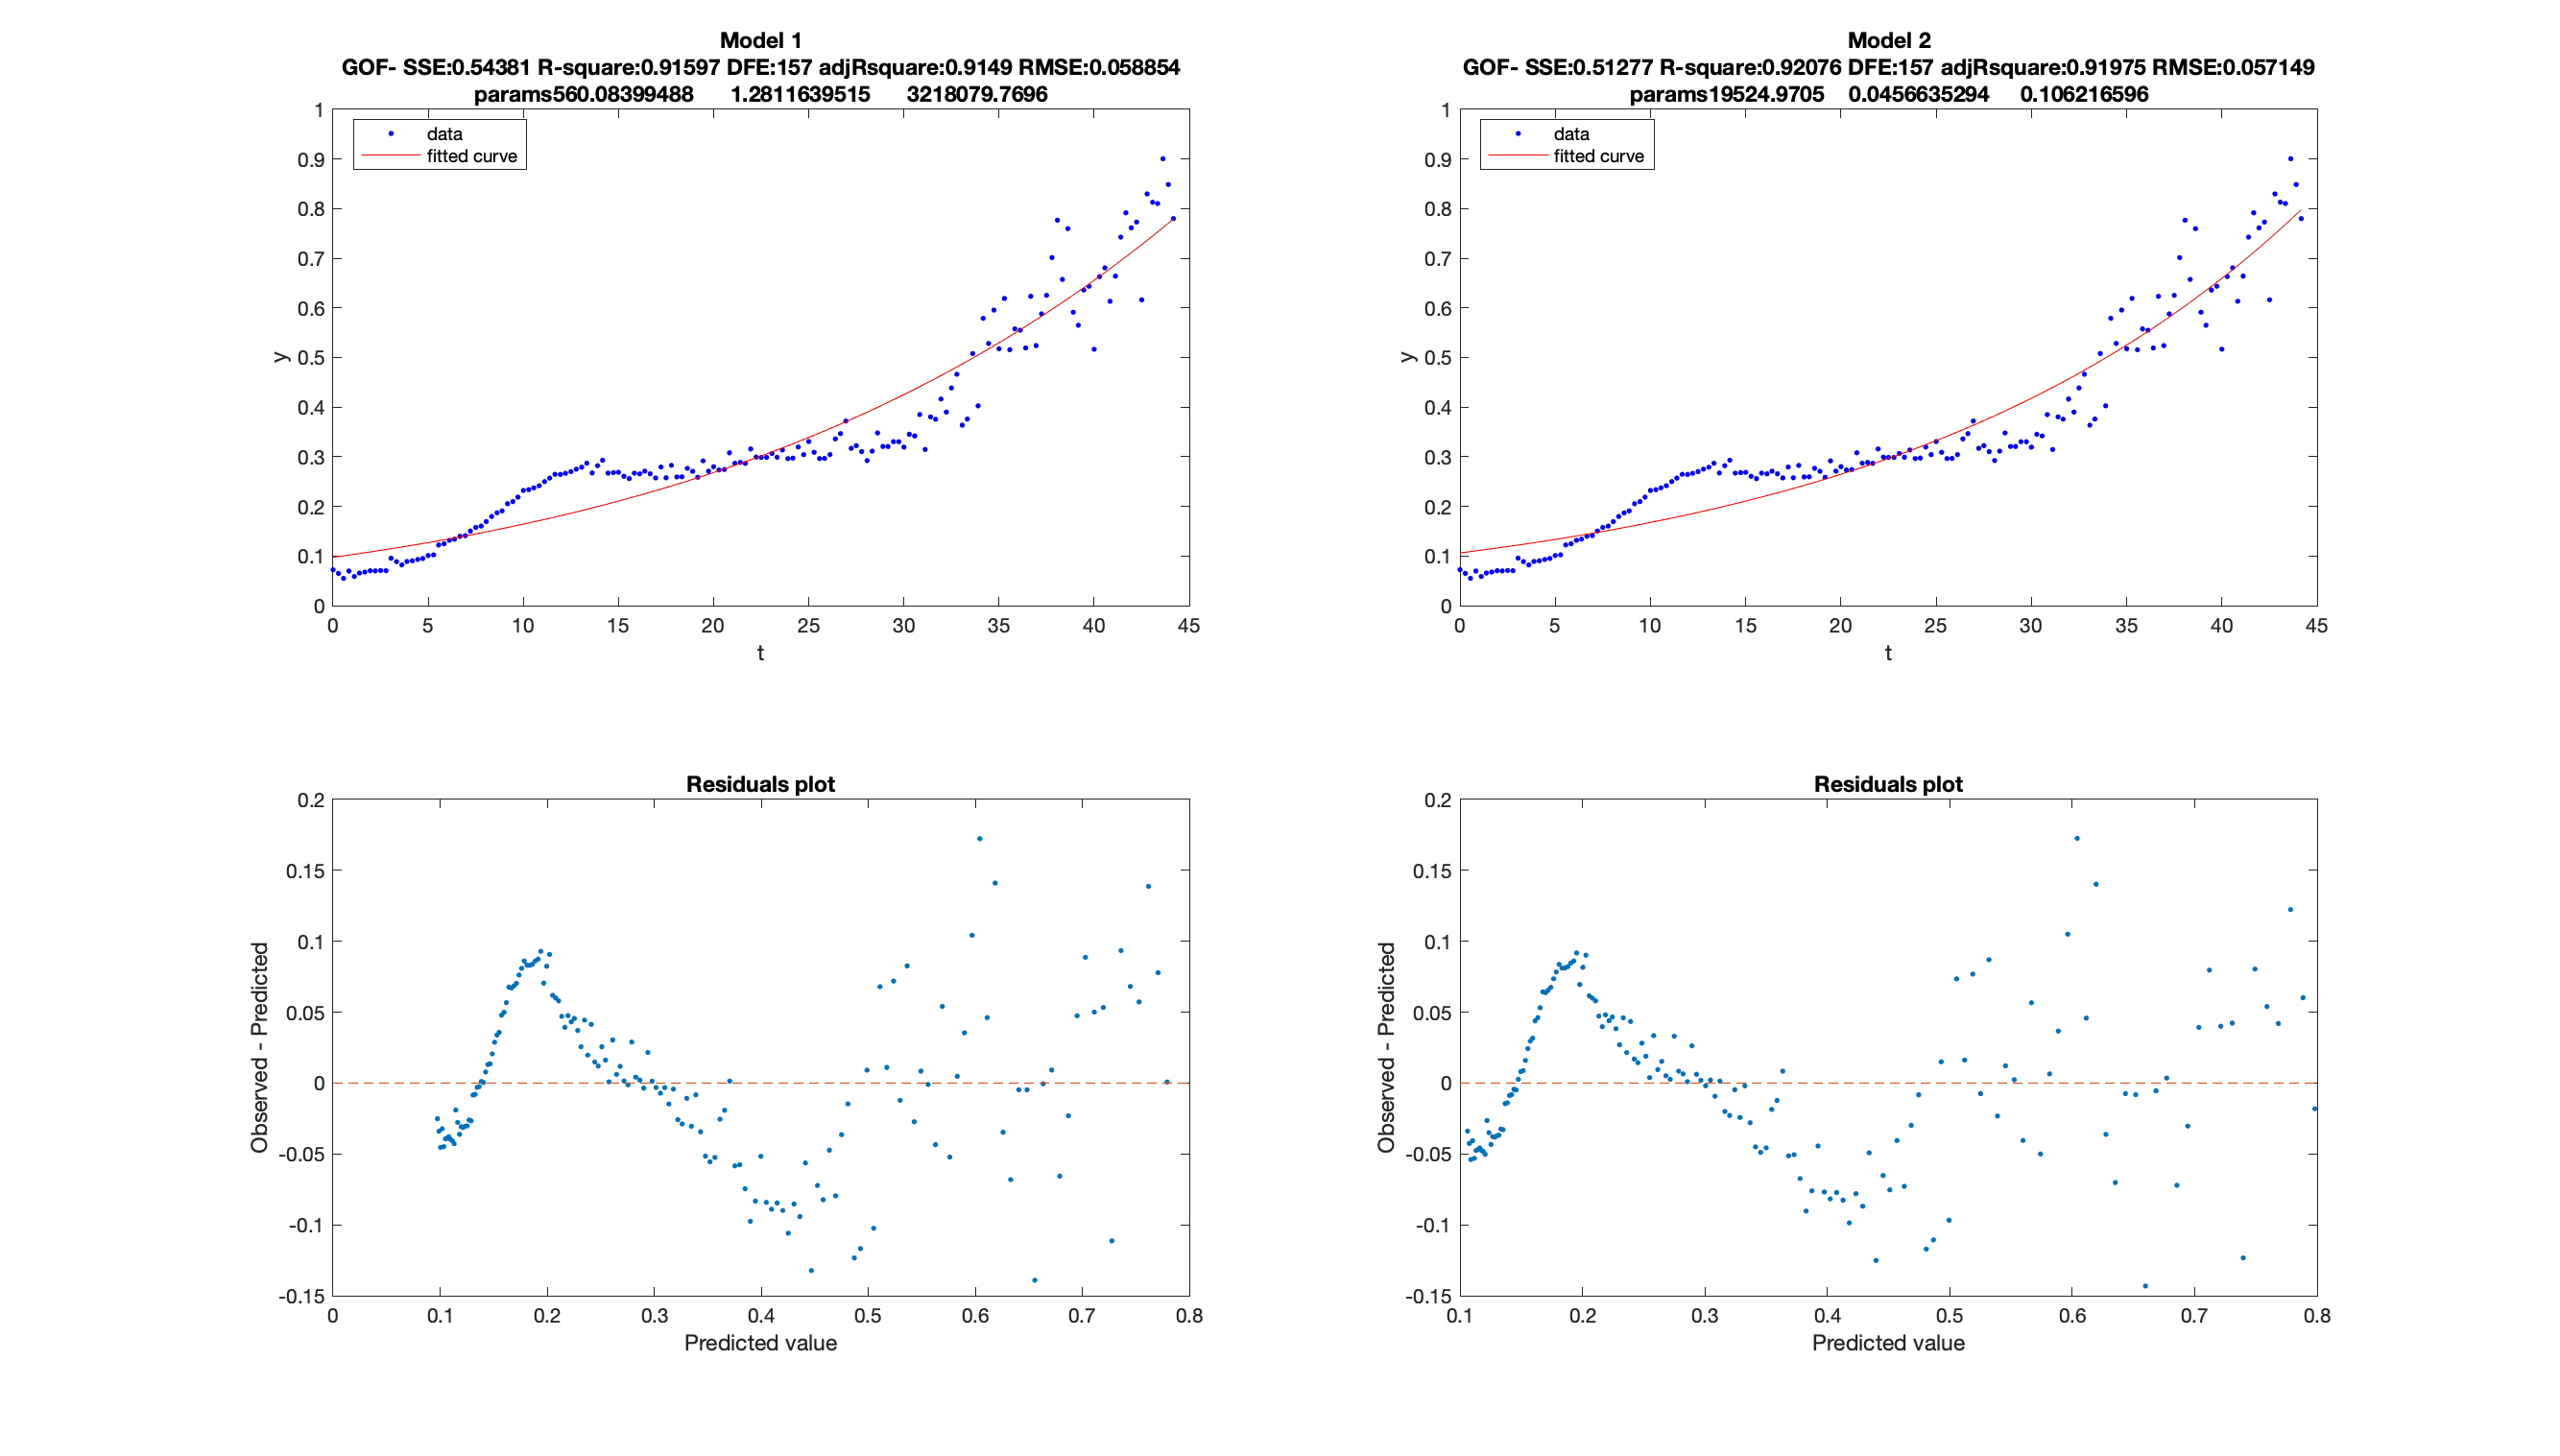 Model 1
GOF- SSE:0.54381 R-square:0.91597 DFE:157 adjRsquare:0.9149 RMSE:0.058854
params560.08399488 1.2811639515 3218079.7696
1
0.9
0.8
0.7
0.6
0.5
0.4
0.3
0.2
0.1
0
y
data
fitted curve
0 5 10 15 20 25 30 35 40 45
t
Model 2
GOF- SSE:0.51277 R-square:0.92076 DFE:157 adjRsquare:0.91975 RMSE:0.057149
params19524.9705 0.0456635294 0.106216596
1
0.9
0.8
0.7
0.6
0.5
0.4
0.3
0.2
0.1
0
y
data
fitted curve
0 5 10 15 20 25 30 35 40 45
t
Residuals plot
0.2
0.15
0.1
0.05
0
-0.05
-0.1
-0.15
Observed - Predicted
0 0.1 0.2 0.3 0.4 0.5 0.6 0.7 0.8
Predicted value
Residuals plot
0.2
0.15
0.1
0.05
0
-0.05
-0.1
-0.15
Observed - Predicted
0.1 0.2 0.3 0.4 0.5 0.6 0.7 0.8
Predicted value